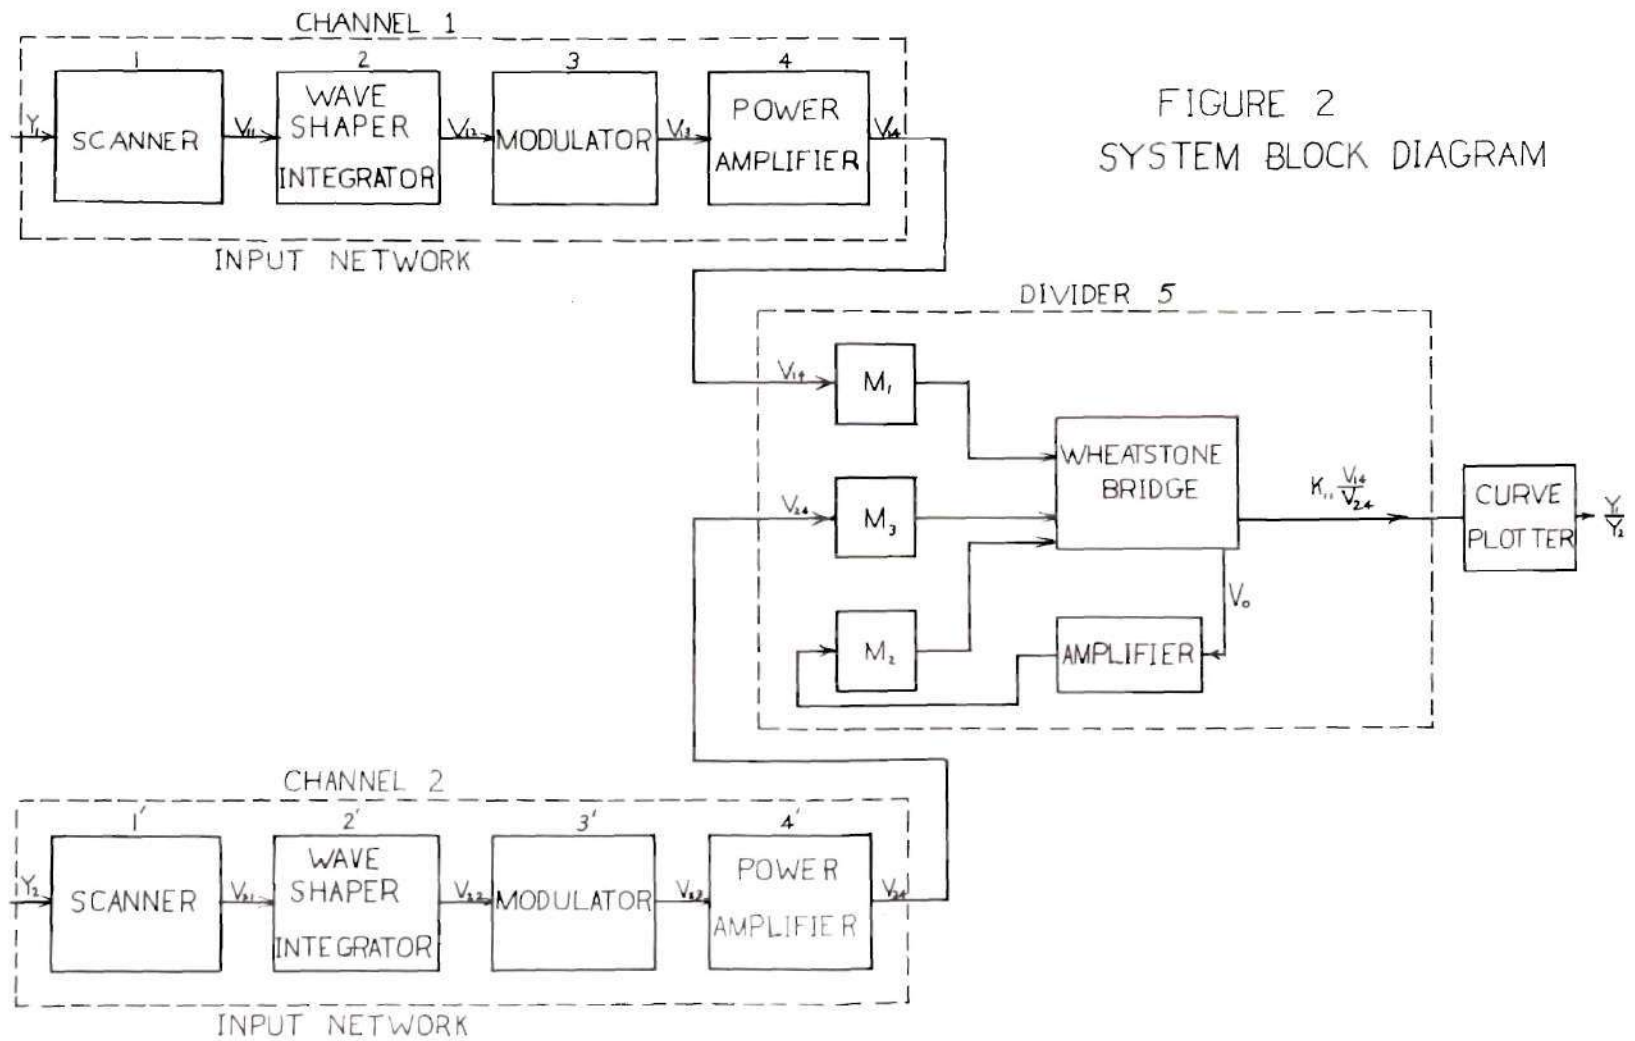 CHANNEL 1
1 2 3 4
Y₁ SCANNER V₁₁ WAVE SHAPER INTEGRATOR V₁₂ MODULATOR V₁₃ POWER AMPLIFIER V₁₄
INPUT NETWORK
FIGURE 2
SYSTEM BLOCK DIAGRAM
DIVIDER 5
V₁₄ M₁
V₂₄ M₃
M₂
WHEATSTONE
BRIDGE
V₀
AMPLIFIER
K₁₁ V₁₄/V₂₄
CURVE
PLOTTER
Y₁/Y₂
CHANNEL 2
1' 2' 3' 4'
Y₂ SCANNER V₂₁ WAVE SHAPER INTEGRATOR V₂₂ MODULATOR V₂₃ POWER AMPLIFIER V₂₄
INPUT NETWORK